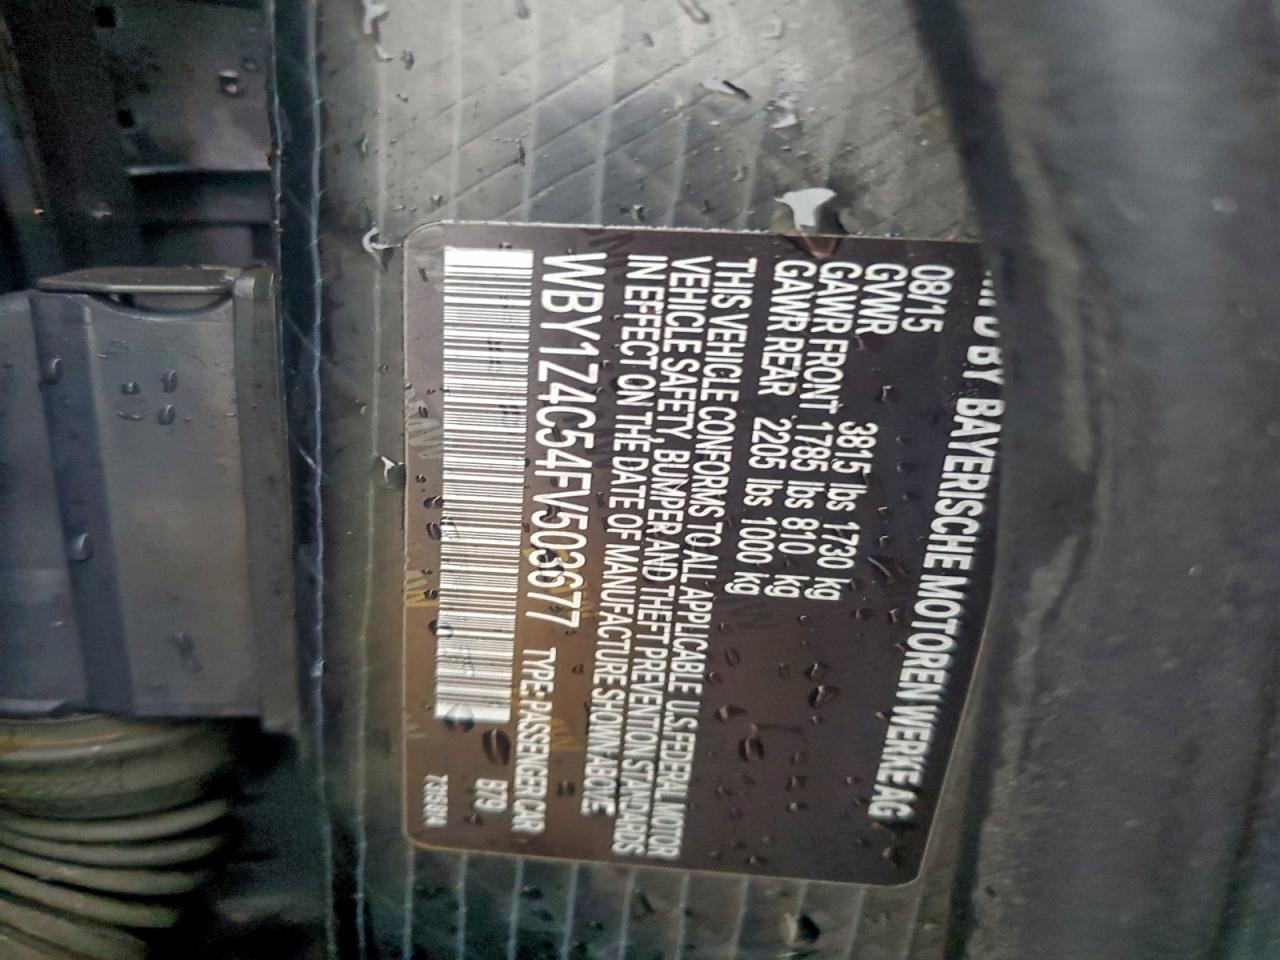 BY BAYERISCHE MOTOREN WERKE AG
08/15
GVWR 3815 lbs 1730 kg
GAWR FRONT 1785 lbs 810 kg
GAWR REAR 2205 lbs 1000 kg
THIS VEHICLE CONFORMS TO ALL APPLICABLE U.S. FEDERAL MOTOR
VEHICLE SAFETY, BUMPER AND THEFT PREVENTION STANDARDS
IN EFFECT ON THE DATE OF MANUFACTURE SHOWN ABOVE
WBY1Z4C54FV503677 TYPE: PASSENGER CAR